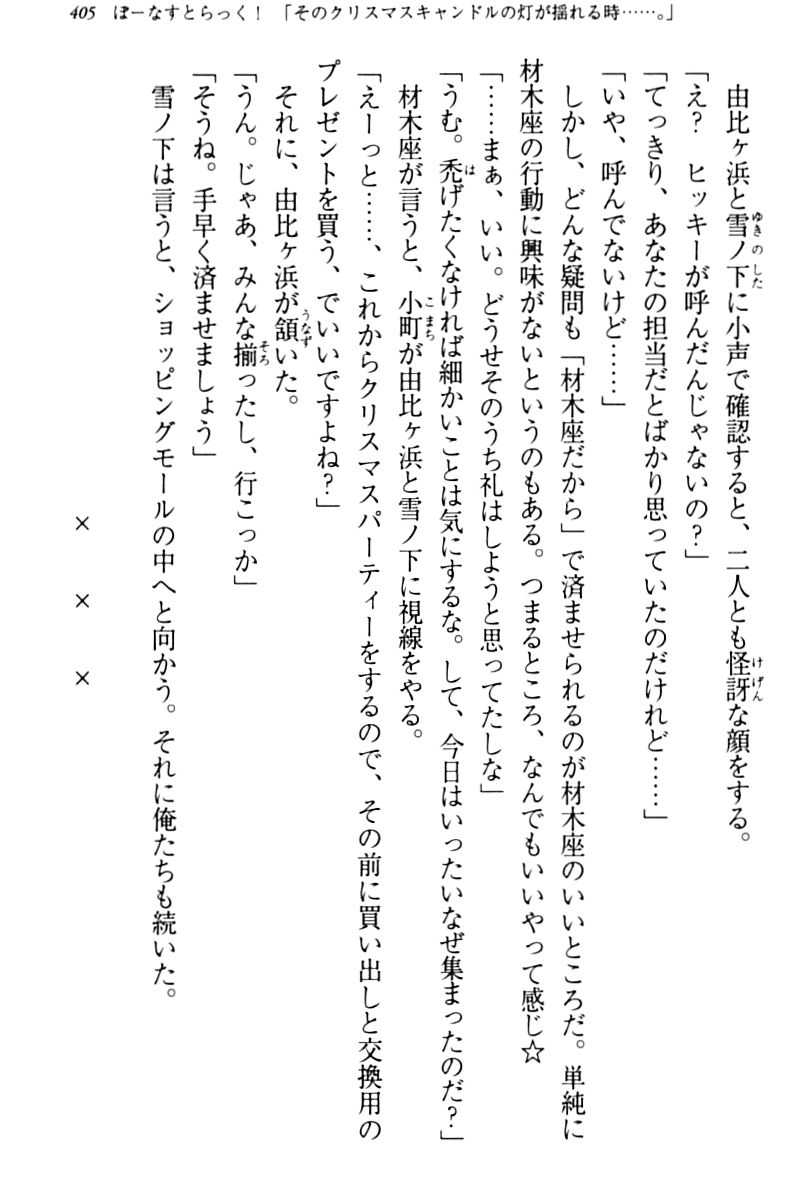 405 ぼーなすとらっく！ 「そのクリスマスキャンドルの灯が揺れる時……。」
由比ヶ浜と雪ノ下に小声で確認すると、二人とも怪訝な顔をする。
「え？　ヒッキーが呼んだんじゃないの？」
「てっきり、あなたの担当だとばかり思っていたのだけれど……」
「いや、呼んでないけど……」
しかし、どんな疑問も「材木座だから」で済ませられるのが材木座のいいところだ。単純に
材木座の行動に興味がないというのもある。つまるところ、なんでもいいやって感じ☆
「……まぁ、いい。どうせそのうち礼はしようと思ってたしな」
「うむ。禿げたくなければ細かいことは気にするな。して、今日はいったいなぜ集まったのだ？」
材木座が言うと、小町が由比ヶ浜と雪ノ下に視線をやる。
「えーっと……、これからクリスマスパーティーをするので、その前に買い出しと交換用の
プレゼントを買う、でいいですよね？」
それに、由比ヶ浜が頷いた。
「うん。じゃあ、みんな揃ったし、行こっか」
「そうね。手早く済ませましょう」
雪ノ下は言うと、ショッピングモールの中へと向かう。それに俺たちも続いた。
×　×　×